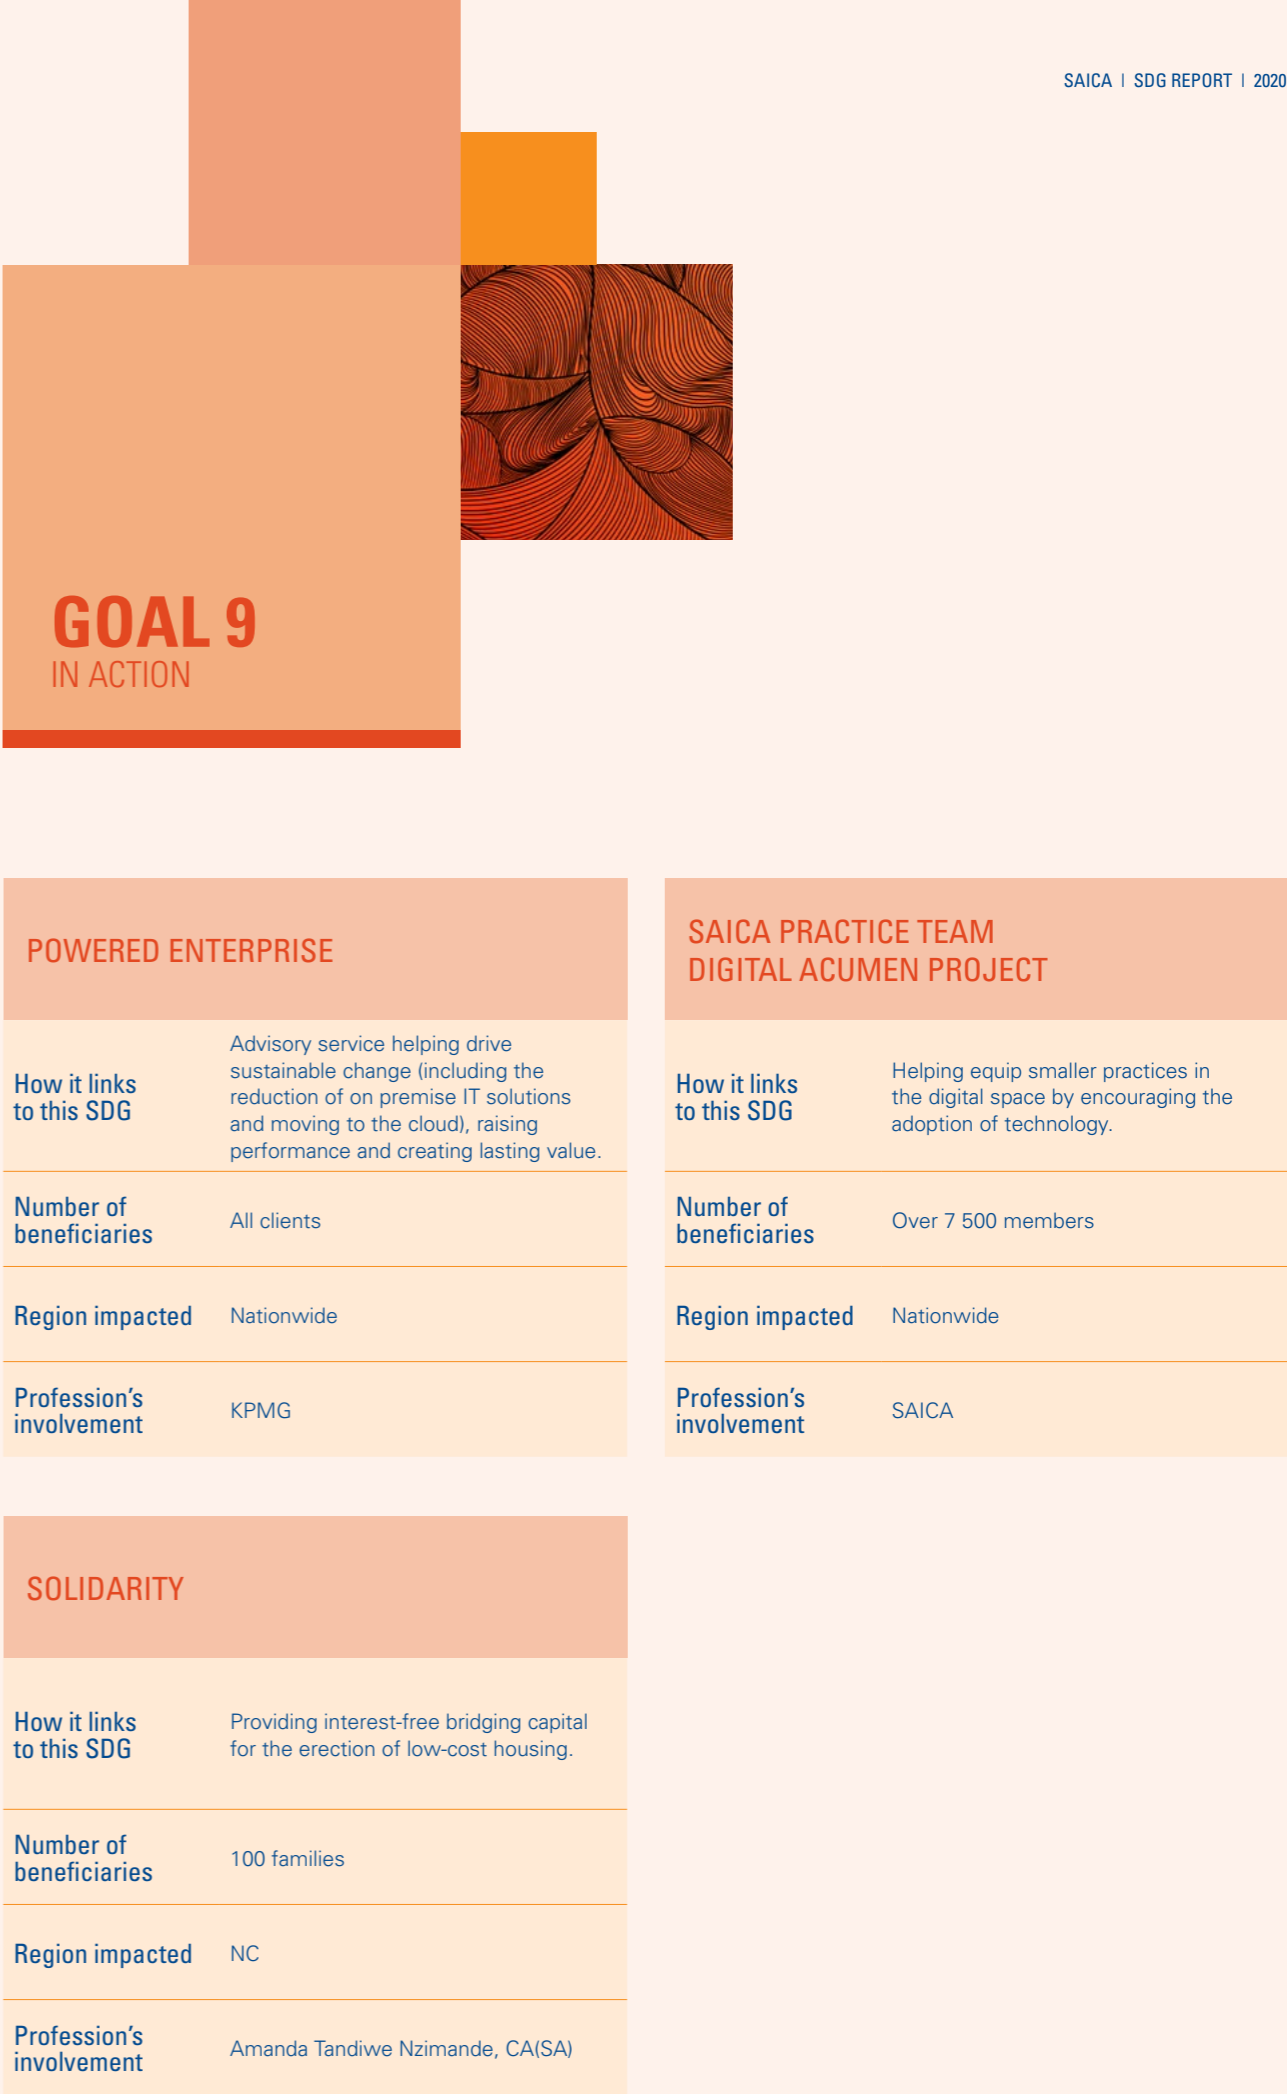 SAICA | SDG REPORT | 2020
GOAL 9
IN ACTION
POWERED ENTERPRISE
How it links
to this SDG
Advisory service helping drive
sustainable change (including the
reduction of on premise IT solutions
and moving to the cloud), raising
performance and creating lasting value.
Number of
beneficiaries
All clients
Region impacted
Nationwide
Profession’s
involvement
KPMG
SAICA PRACTICE TEAM
DIGITAL ACUMEN PROJECT
How it links
to this SDG
Helping equip smaller practices in
the digital space by encouraging the
adoption of technology.
Number of
beneficiaries
Over 7 500 members
Region impacted
Nationwide
Profession’s
involvement
SAICA
SOLIDARITY
How it links
to this SDG
Providing interest-free bridging capital
for the erection of low-cost housing.
Number of
beneficiaries
100 families
Region impacted
NC
Profession’s
involvement
Amanda Tandiwe Nzimande, CA(SA)